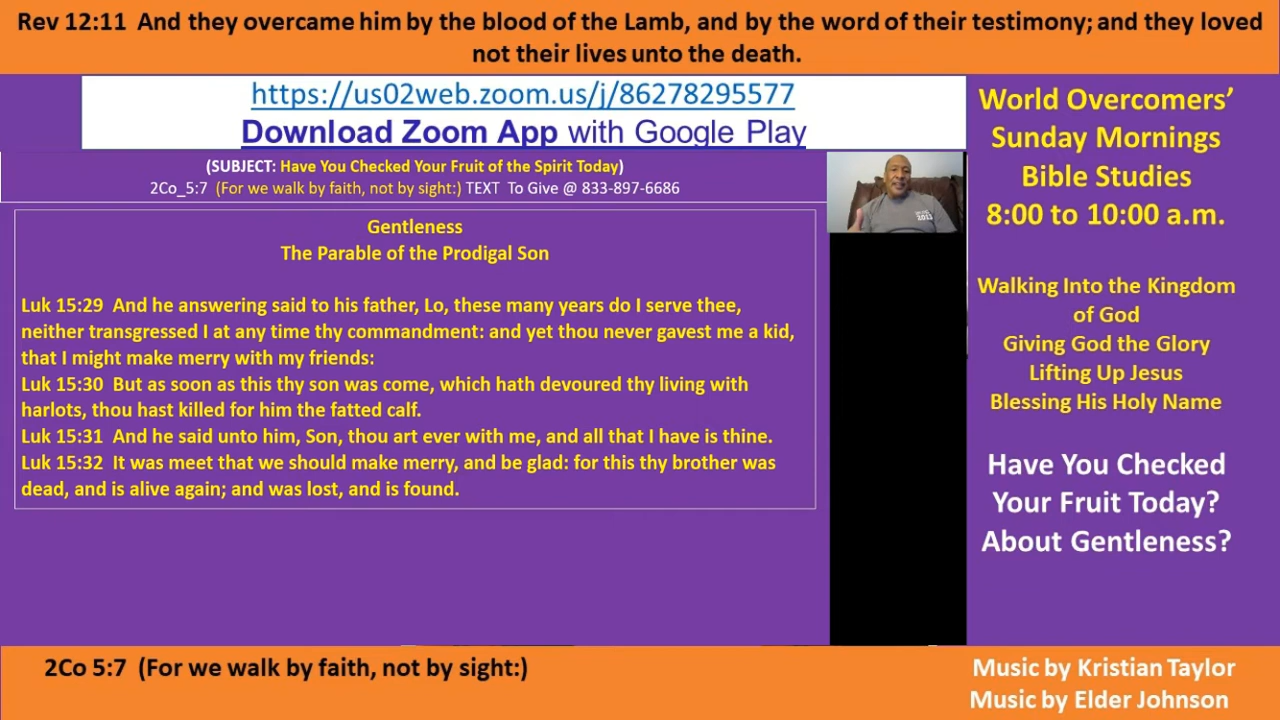 Rev 12:11 And they overcame him by the blood of the Lamb, and by the word of their testimony; and they loved
not their lives unto the death.
https://us02web.zoom.us/j/86278295577
Download Zoom App with Google Play
(SUBJECT: Have You Checked Your Fruit of the Spirit Today)
2Co_5:7 (For we walk by faith, not by sight:) TEXT To Give @ 833-897-6686
Gentleness
The Parable of the Prodigal Son
Luk 15:29 And he answering said to his father, Lo, these many years do I serve thee,
neither transgressed I at any time thy commandment: and yet thou never gavest me a kid,
that I might make merry with my friends:
Luk 15:30 But as soon as this thy son was come, which hath devoured thy living with
harlots, thou hast killed for him the fatted calf.
Luk 15:31 And he said unto him, Son, thou art ever with me, and all that I have is thine.
Luk 15:32 It was meet that we should make merry, and be glad: for this thy brother was
dead, and is alive again; and was lost, and is found.
World Overcomers’
Sunday Mornings
Bible Studies
8:00 to 10:00 a.m.
Walking Into the Kingdom
of God
Giving God the Glory
Lifting Up Jesus
Blessing His Holy Name
Have You Checked
Your Fruit Today?
About Gentleness?
2Co 5:7 (For we walk by faith, not by sight:)
Music by Kristian Taylor
Music by Elder Johnson